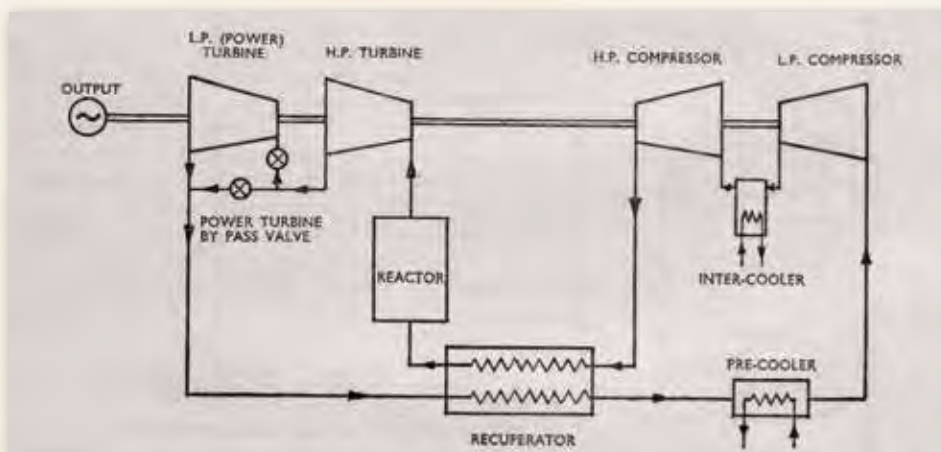 L.P. (POWER)
TURBINE
H.P. TURBINE
H.P. COMPRESSOR
L.P. COMPRESSOR
OUTPUT
POWER TURBINE
BY PASS VALVE
REACTOR
INTER-COOLER
PRE-COOLER
RECUPERATOR